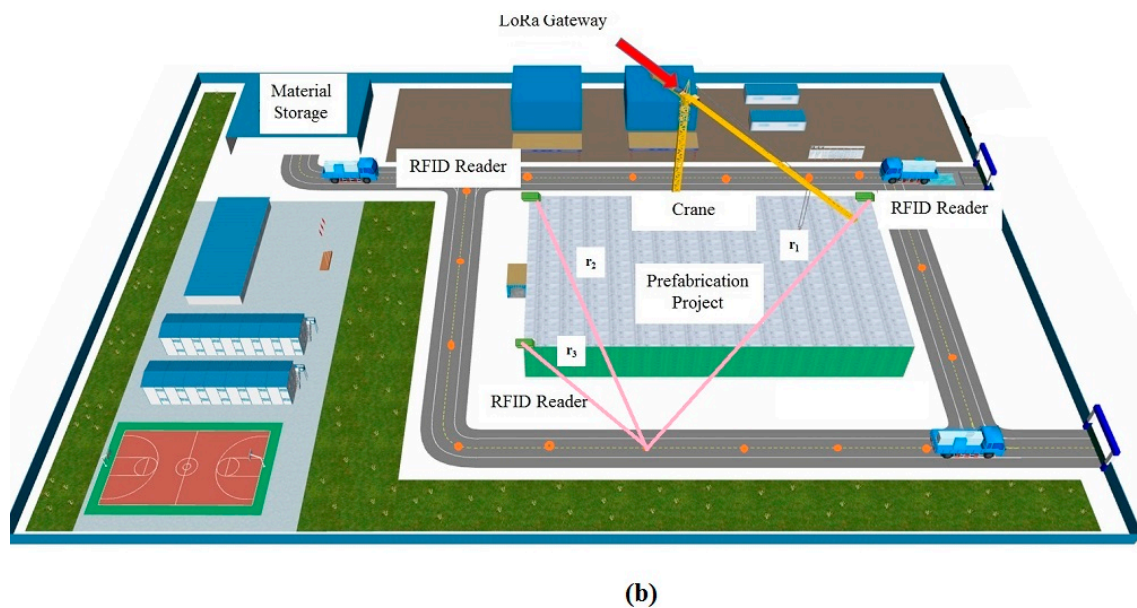 LoRa Gateway
Material
Storage
RFID Reader
Crane
RFID Reader
r₁
r₂
Prefabrication
Project
r₃
RFID Reader
(b)